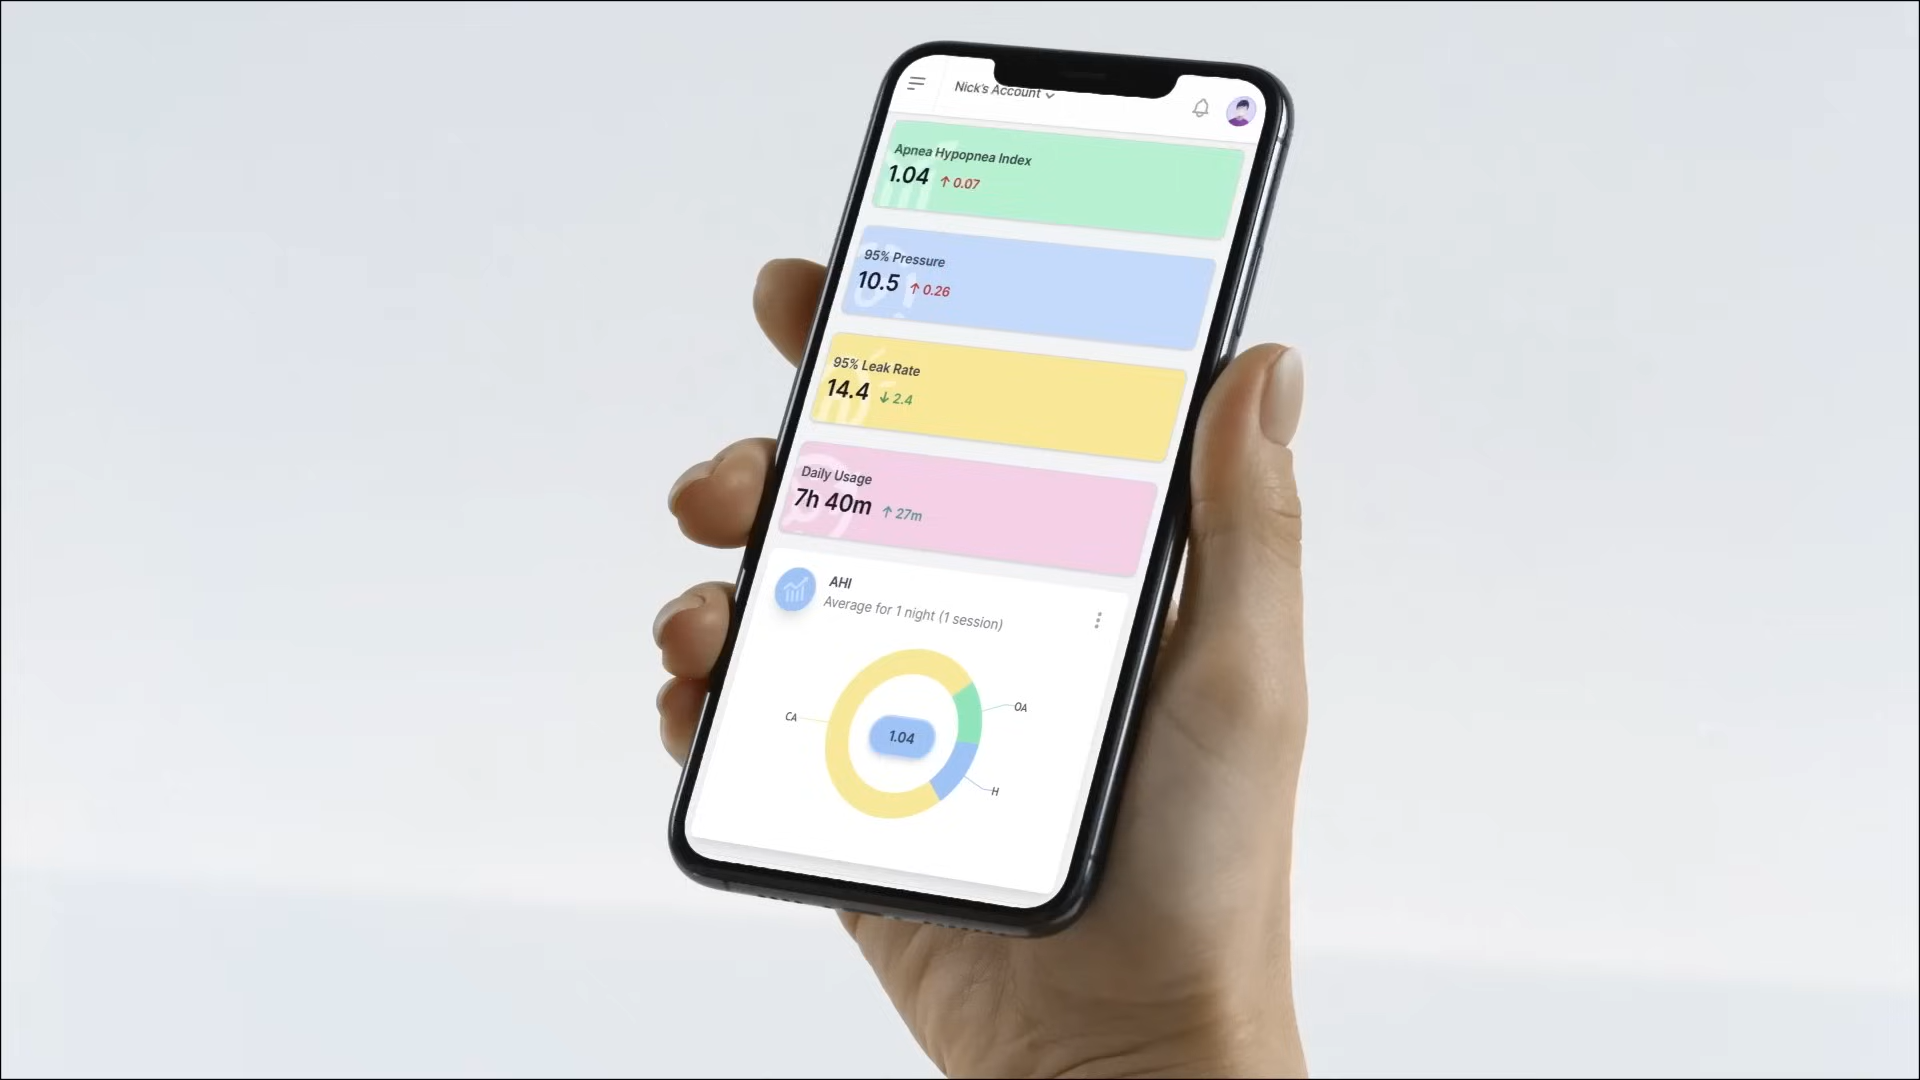 Nick's Account
Apnea Hypopnea Index
1.04 ↑ 0.07
95% Pressure
10.5 ↑ 0.26
95% Leak Rate
14.4 ↓ 2.4
Daily Usage
7h 40m ↑ 27m
AHI
Average for 1 night (1 session)
OA
CA
1.04
H